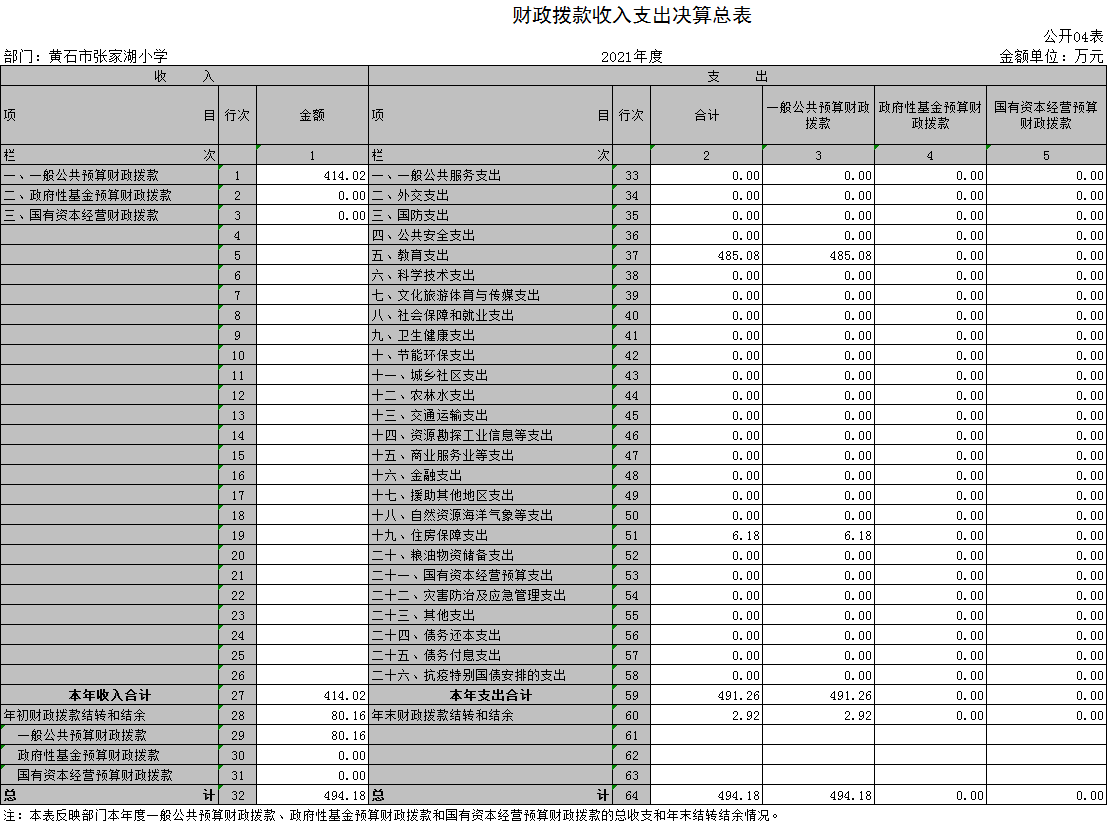 财政拨款收入支出决算总表
公开04表
部门：黄石市张家湖小学 2021年度 金额单位：万元
收 入 支 出
项 目 行次 金额 项 目 行次 合计 一般公共预算财政拨款 政府性基金预算财政拨款 国有资本经营预算财政拨款
栏 次 1 栏 次 2 3 4 5
一、一般公共预算财政拨款 1 414.02 一、一般公共服务支出 33 0.00 0.00 0.00 0.00
二、政府性基金预算财政拨款 2 0.00 二、外交支出 34 0.00 0.00 0.00 0.00
三、国有资本经营财政拨款 3 0.00 三、国防支出 35 0.00 0.00 0.00 0.00
4 四、公共安全支出 36 0.00 0.00 0.00 0.00
5 五、教育支出 37 485.08 485.08 0.00 0.00
6 六、科学技术支出 38 0.00 0.00 0.00 0.00
7 七、文化旅游体育与传媒支出 39 0.00 0.00 0.00 0.00
8 八、社会保障和就业支出 40 0.00 0.00 0.00 0.00
9 九、卫生健康支出 41 0.00 0.00 0.00 0.00
10 十、节能环保支出 42 0.00 0.00 0.00 0.00
11 十一、城乡社区支出 43 0.00 0.00 0.00 0.00
12 十二、农林水支出 44 0.00 0.00 0.00 0.00
13 十三、交通运输支出 45 0.00 0.00 0.00 0.00
14 十四、资源勘探工业信息等支出 46 0.00 0.00 0.00 0.00
15 十五、商业服务业等支出 47 0.00 0.00 0.00 0.00
16 十六、金融支出 48 0.00 0.00 0.00 0.00
17 十七、援助其他地区支出 49 0.00 0.00 0.00 0.00
18 十八、自然资源海洋气象等支出 50 0.00 0.00 0.00 0.00
19 十九、住房保障支出 51 6.18 6.18 0.00 0.00
20 二十、粮油物资储备支出 52 0.00 0.00 0.00 0.00
21 二十一、国有资本经营预算支出 53 0.00 0.00 0.00 0.00
22 二十二、灾害防治及应急管理支出 54 0.00 0.00 0.00 0.00
23 二十三、其他支出 55 0.00 0.00 0.00 0.00
24 二十四、债务还本支出 56 0.00 0.00 0.00 0.00
25 二十五、债务付息支出 57 0.00 0.00 0.00 0.00
26 二十六、抗疫特别国债安排的支出 58 0.00 0.00 0.00 0.00
本年收入合计 27 414.02 本年支出合计 59 491.26 491.26 0.00 0.00
年初财政拨款结转和结余 28 80.16 年末财政拨款结转和结余 60 2.92 2.92 0.00 0.00
一般公共预算财政拨款 29 80.16 61
政府性基金预算财政拨款 30 0.00 62
国有资本经营预算财政拨款 31 0.00 63
总 计 32 494.18 总 计 64 494.18 494.18 0.00 0.00
注：本表反映部门本年度一般公共预算财政拨款、政府性基金预算财政拨款和国有资本经营预算财政拨款的总收支和年末结转结余情况。